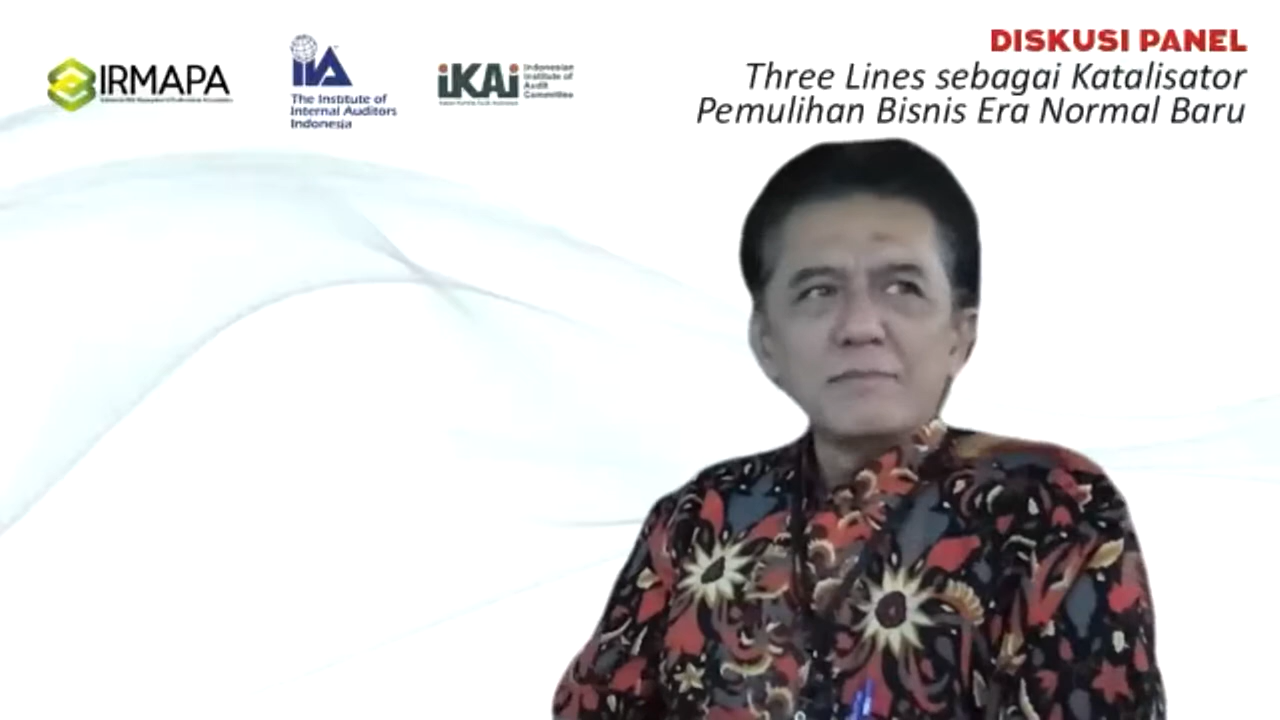 IRMAPA
IIA
The Institute of
Internal Auditors
Indonesia
iKAi
Indonesian
Institute of
Audit
Committee
DISKUSI PANEL
Three Lines sebagai Katalisator
Pemulihan Bisnis Era Normal Baru